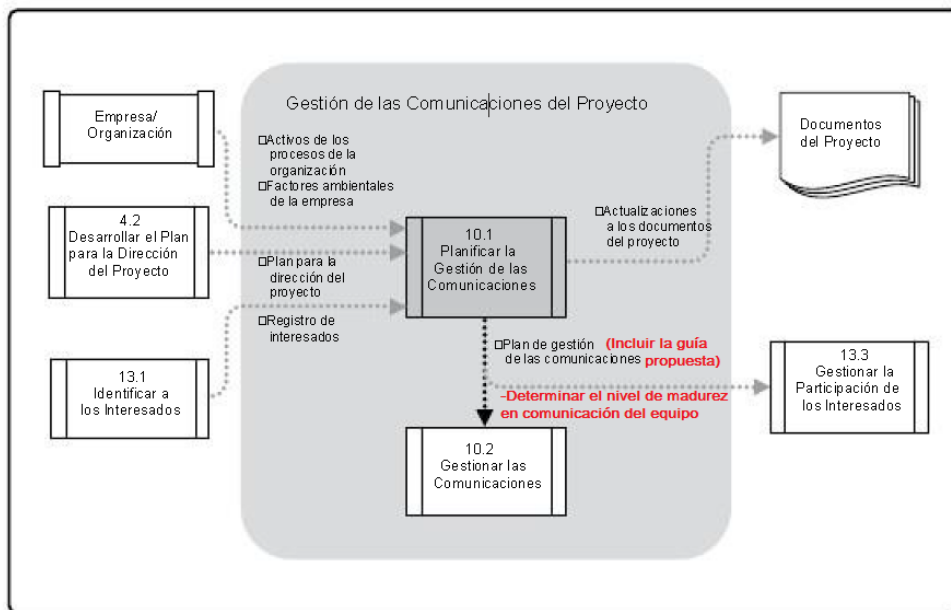 Gestión de las Comunicaciones del Proyecto
Empresa/
Organización
□Activos de los
procesos de la
organización
□Factores ambientales
de la empresa
Documentos
del Proyecto
4.2
Desarrollar el Plan
para la Dirección
del Proyecto
10.1
Planificar la
Gestión de las
Comunicaciones
□Actualizaciones
a los documentos
del proyecto
□Plan para la
dirección del
proyecto
□Registro de
interesados
13.1
Identificar a
los Interesados
□Plan de gestión (Incluir la guía
de las comunicaciones propuesta)
-Determinar el nivel de madurez
en comunicación del equipo
13.3
Gestionar la
Participación de
los Interesados
10.2
Gestionar las
Comunicaciones